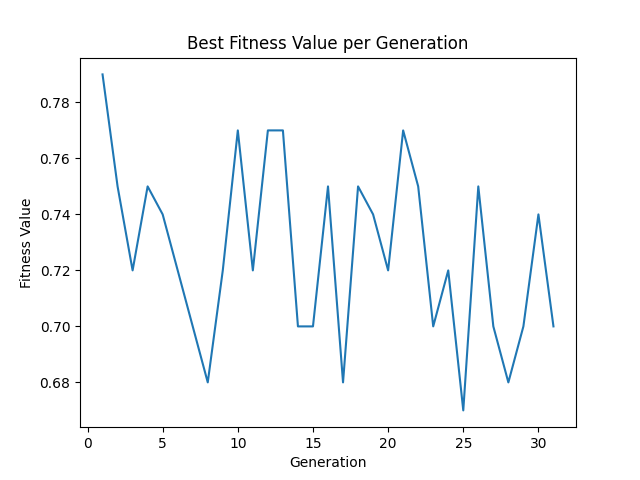 Best Fitness Value per Generation
0.78
0.76
0.74
0.72
0.70
0.68
Fitness Value
0 5 10 15 20 25 30
Generation